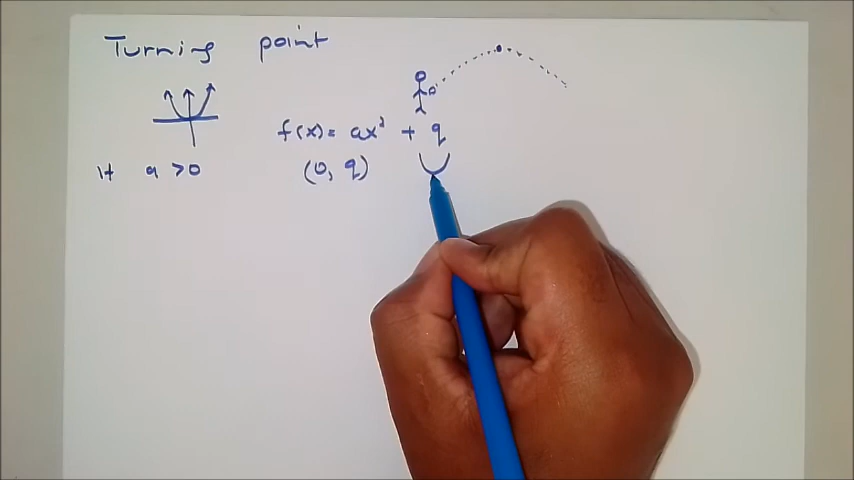 Turning point
f(x) = ax² + q
If a > 0 (0, q)